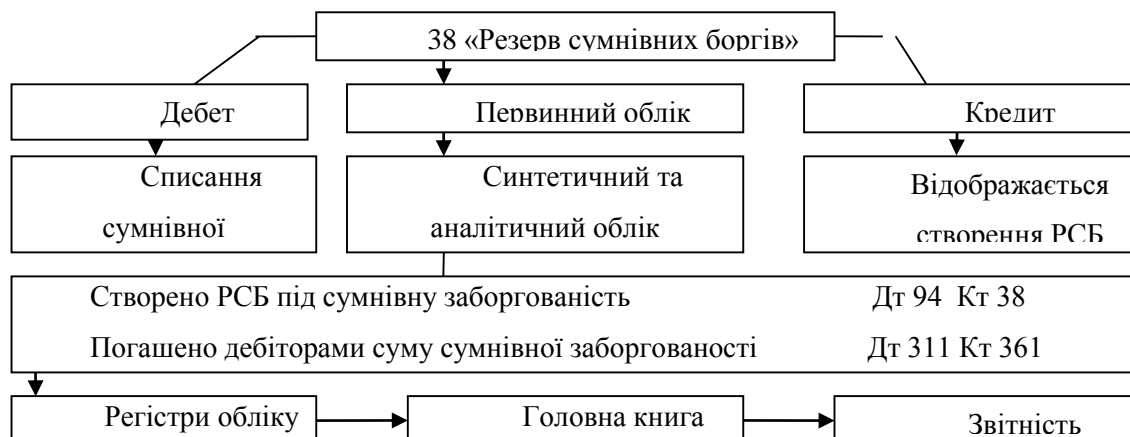 38 «Резерв сумнівних боргів»
Дебет
Первинний облік
Кредит
Списання
сумнівної
Синтетичний та
аналітичний облік
Відображається
створення РСБ
Створено РСБ під сумнівну заборгованість Дт 94 Кт 38
Погашено дебіторами суму сумнівної заборгованості Дт 311 Кт 361
Регістри обліку
Головна книга
Звітність